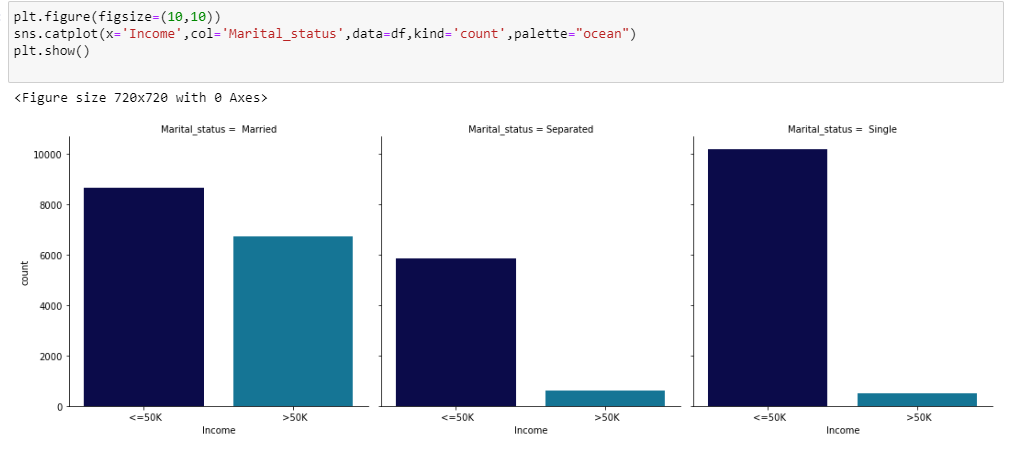 plt.figure(figsize=(10,10))
sns.catplot(x='Income',col='Marital_status',data=df,kind='count',palette="ocean")
plt.show()
<Figure size 720x720 with 0 Axes>
Marital_status =  Married
Marital_status = Separated
Marital_status =  Single
10000
8000
6000
4000
2000
0
count
<=50K >50K
<=50K >50K
<=50K >50K
Income
Income
Income